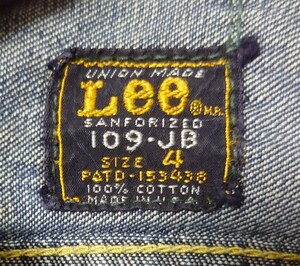 UNION MADE
Lee® M.R.
SANFORIZED
109-JB
SIZE 4
PATD-153438
100% COTTON
MADE IN U.S.A.